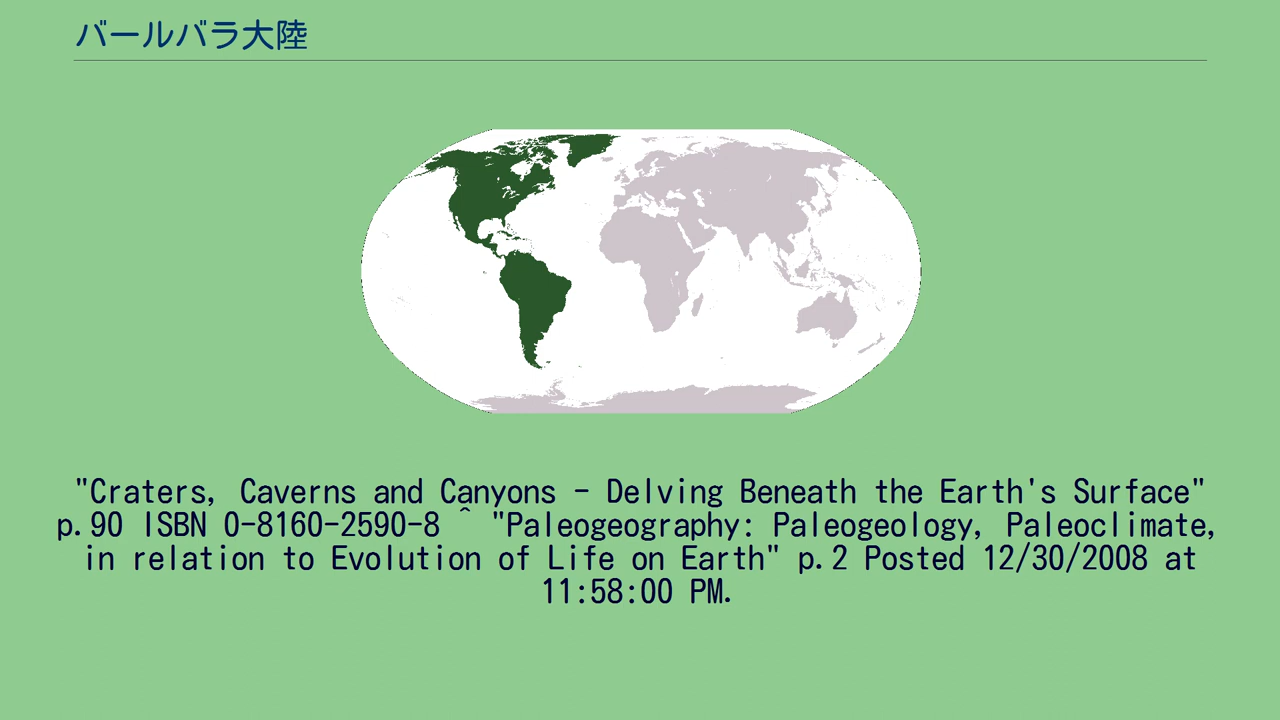 バールバラ大陸
"Craters, Caverns and Canyons - Delving Beneath the Earth's Surface"
p.90 ISBN 0-8160-2590-8 ^ "Paleogeography: Paleogeology, Paleoclimate,
in relation to Evolution of Life on Earth" p.2 Posted 12/30/2008 at
11:58:00 PM.